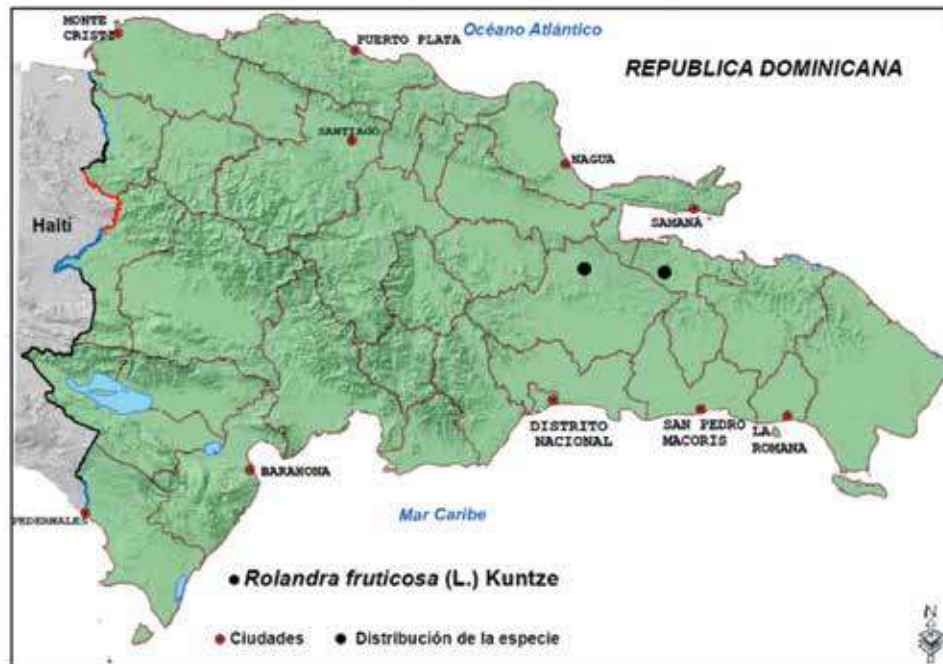 MONTE
CRISTI
PUERTO PLATA
Océano Atlántico
REPUBLICA DOMINICANA
SANTIAGO
NAGUA
SAMANÁ
Haití
DISTRITO
NACIONAL
SAN PEDRO
MACORIS
LA
ROMANA
BARAHONA
PEDERNALES
Mar Caribe
Rolandra fruticosa (L.) Kuntze
Ciudades
Distribución de la especie
N